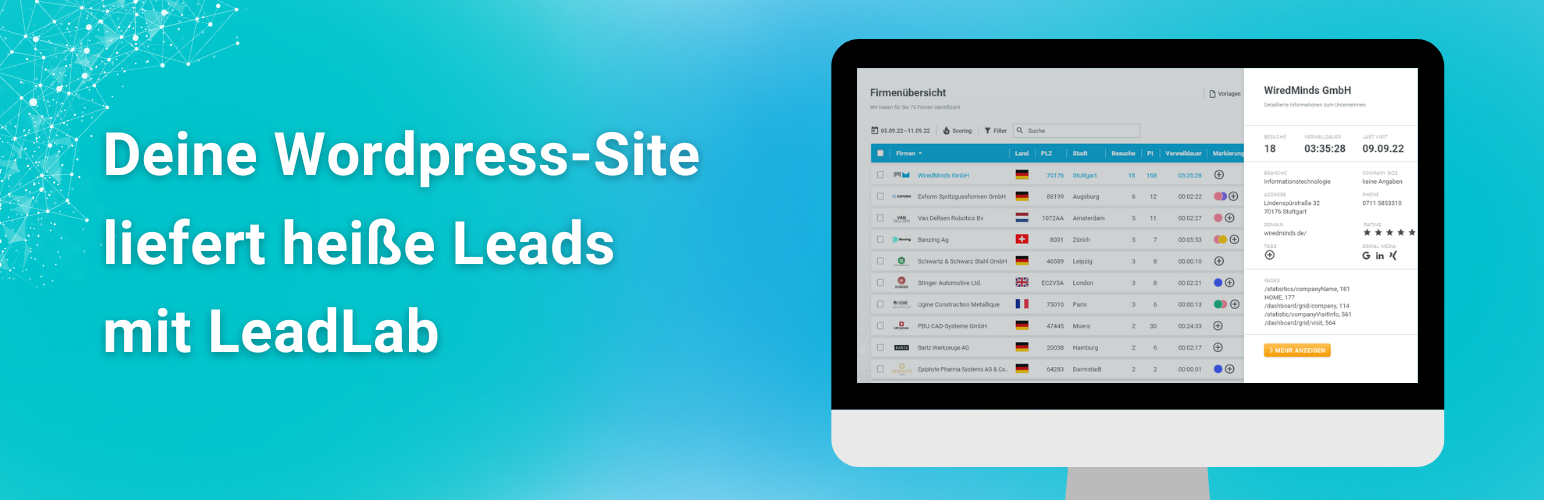 Deine Wordpress-Site
liefert heiße Leads
mit LeadLab
Firmenübersicht
Wir haben für Sie 75 Firmen identifiziert.
Vorlagen
05.09.22–11.09.22 Scoring Filter Suche
Firmen Land PLZ Stadt Besuche PI Verweildauer Markierung
WiredMinds GmbH 70176 Stuttgart 18 168 03:35:28
Exform Spritzgussformen GmbH 86199 Augsburg 6 12 00:02:22
Van Dellsen Robotics Bv 1072AA Amsterdam 5 11 00:02:27
Banzing Ag 8001 Zürich 5 7 00:05:53
Schwartz & Schwarz Stahl GmbH 46589 Leipzig 3 8 00:00:10
STINGER Stinger Automotive Ltd. EC2V5A London 3 8 00:02:21
Ugine Construction Metallique 75010 Paris 3 6 00:00:13
PBU CAD-Systeme GmbH 47445 Moers 2 30 00:24:33
Bartz Werkzeuge AG 20038 Hamburg 2 6 00:02:17
Epiphyte Pharma Systems AG & Co.. 64283 Darmstadt 2 2 00:00:01
WiredMinds GmbH
Detaillierte Informationen zum Unternehmen
BESUCHE VERWEILDAUER LAST VISIT
18 03:35:28 09.09.22
BRANCHE COMPANY SIZE
Informationstechnologie keine Angaben
ADRESSE PHONE
Lindenspürstraße 32 0711 5853310
70176 Stuttgart
DOMAIN RATING
wiredminds.de/
TAGS SOCIAL MEDIA
PAGES
/statisitics/companyName, 181
HOME, 177
/dashboard/grid/company, 114
/statistic/companyVisitInfo, 561
/dashboard/grid/visit, 564
MEHR ANZEIGEN